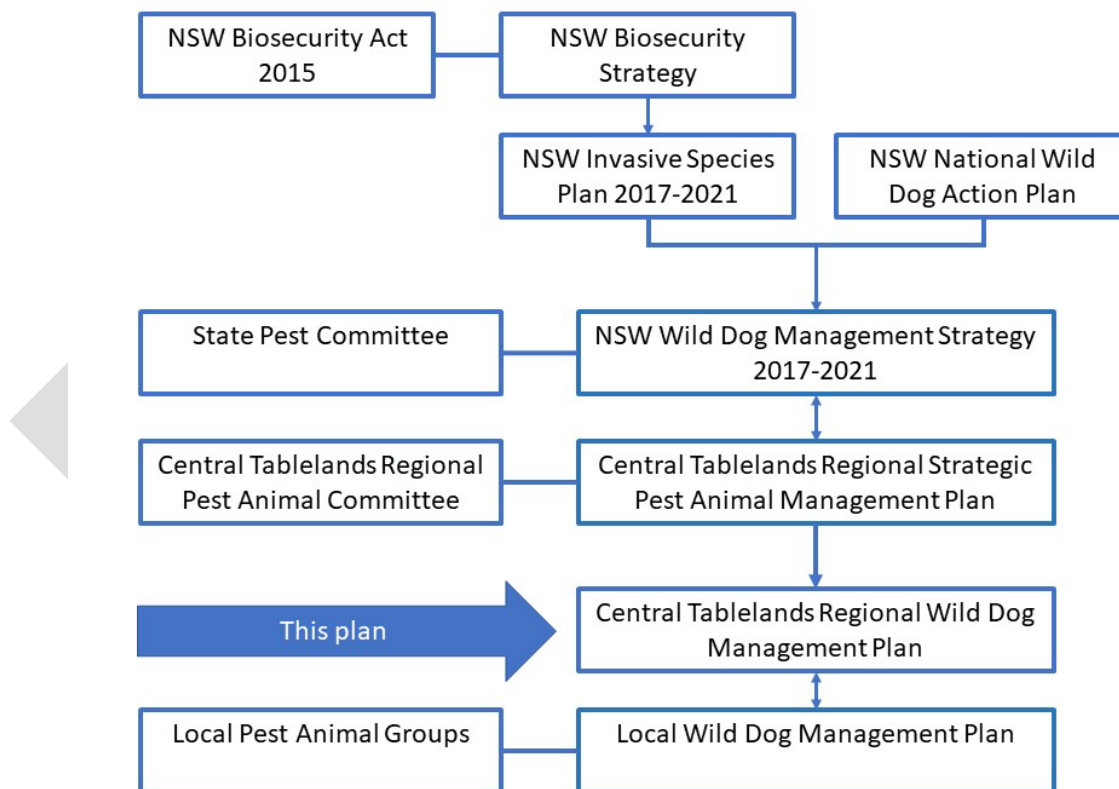 NSW Biosecurity Act
2015
NSW Biosecurity
Strategy
NSW Invasive Species
Plan 2017-2021
NSW National Wild
Dog Action Plan
State Pest Committee
NSW Wild Dog Management Strategy
2017-2021
Central Tablelands Regional
Pest Animal Committee
Central Tablelands Regional Strategic
Pest Animal Management Plan
This plan
Central Tablelands Regional Wild Dog
Management Plan
Local Pest Animal Groups
Local Wild Dog Management Plan